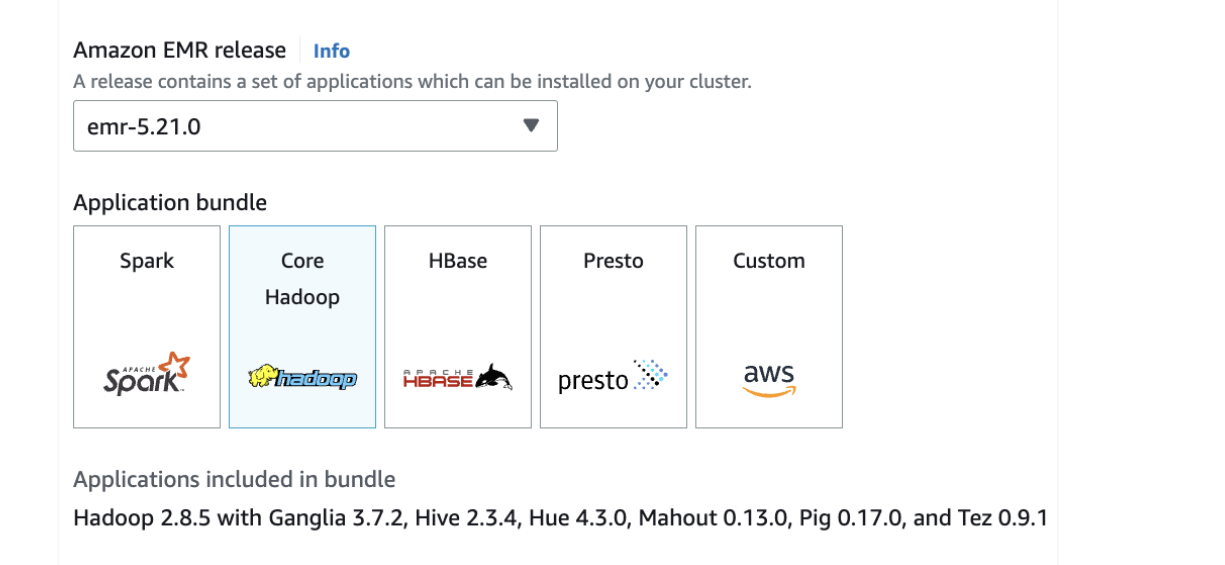 Amazon EMR release Info
A release contains a set of applications which can be installed on your cluster.
emr-5.21.0
Application bundle
Spark
Core
Hadoop
HBase
Presto
Custom
APACHE
Spark
hadoop
APACHE
HBASE
presto
aws
Applications included in bundle
Hadoop 2.8.5 with Ganglia 3.7.2, Hive 2.3.4, Hue 4.3.0, Mahout 0.13.0, Pig 0.17.0, and Tez 0.9.1